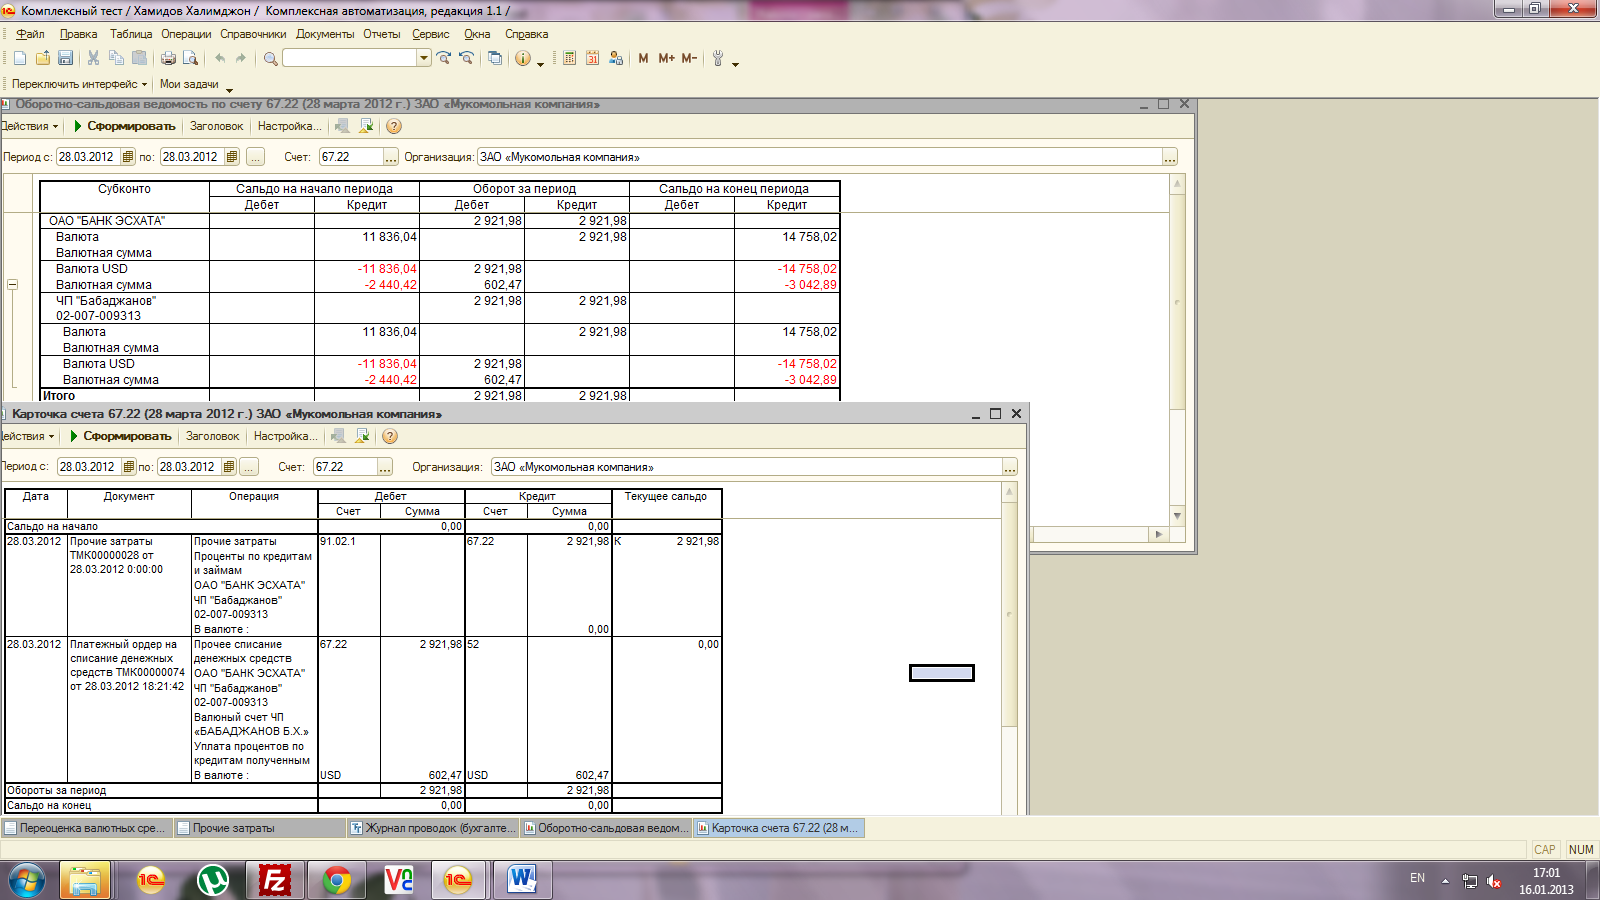 Комплексный тест / Хамидов Халимджон / Комплексная автоматизация, редакция 1.1 /
Файл Правка Таблица Операции Справочники Документы Отчеты Сервис Окна Справка
M M+ M-
Переключить интерфейс Мои задачи
Оборотно-сальдовая ведомость по счету 67.22 (28 марта 2012 г.) ЗАО «Мукомольная компания»
Действия Сформировать Заголовок Настройка...
Период с: 28.03.2012 по: 28.03.2012 ... Счет: 67.22 ... Организация: ЗАО «Мукомольная компания» ...
Субконто Сальдо на начало периода Оборот за период Сальдо на конец периода
Дебет Кредит Дебет Кредит Дебет Кредит
ОАО "БАНК ЭСХАТА" 2 921,98 2 921,98
Валюта 11 836,04 2 921,98 14 758,02
Валютная сумма
Валюта USD -11 836,04 2 921,98 -14 758,02
Валютная сумма -2 440,42 602,47 -3 042,89
ЧП "Бабаджанов" 2 921,98 2 921,98
02-007-009313
Валюта 11 836,04 2 921,98 14 758,02
Валютная сумма
Валюта USD -11 836,04 2 921,98 -14 758,02
Валютная сумма -2 440,42 602,47 -3 042,89
Итого 2 921,98 2 921,98
Карточка счета 67.22 (28 марта 2012 г.) ЗАО «Мукомольная компания»
Действия Сформировать Заголовок Настройка...
Период с: 28.03.2012 по: 28.03.2012 ... Счет: 67.22 ... Организация: ЗАО «Мукомольная компания» ...
Дата Документ Операция Дебет Кредит Текущее сальдо
Счет Сумма Счет Сумма
Сальдо на начало 0,00 0,00
28.03.2012 Прочие затраты Прочие затраты 91.02.1 67.22 2 921,98 К 2 921,98
ТМК00000028 от Проценты по кредитам
28.03.2012 0:00:00 и займам
ОАО "БАНК ЭСХАТА"
ЧП "Бабаджанов"
02-007-009313
В валюте : 0,00
28.03.2012 Платежный ордер на Прочее списание 67.22 2 921,98 52 0,00
списание денежных денежных средств
средств ТМК00000074 ОАО "БАНК ЭСХАТА"
от 28.03.2012 18:21:42 ЧП "Бабаджанов"
02-007-009313
Валюный счет ЧП
«БАБАДЖАНОВ Б.Х.»
Уплата процентов по
кредитам полученным
В валюте : USD 602,47 USD 602,47
Обороты за период 2 921,98 2 921,98
Сальдо на конец 0,00 0,00
Переоценка валютных сре... Прочие затраты Журнал проводок (бухгалте... Оборотно-сальдовая ведом... Карточка счета 67.22 (28 м...
CAP NUM
EN 17:01
16.01.2013